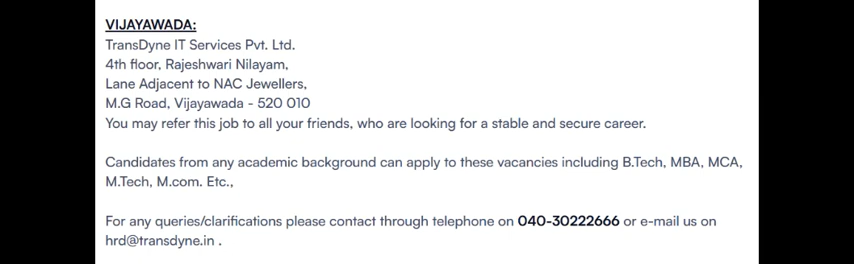 VIJAYAWADA:
TransDyne IT Services Pvt. Ltd.
4th floor, Rajeshwari Nilayam,
Lane Adjacent to NAC Jewellers,
M.G Road, Vijayawada - 520 010
You may refer this job to all your friends, who are looking for a stable and secure career.
Candidates from any academic background can apply to these vacancies including B.Tech, MBA, MCA,
M.Tech, M.com. Etc.,
For any queries/clarifications please contact through telephone on 040-30222666 or e-mail us on
hrd@transdyne.in .